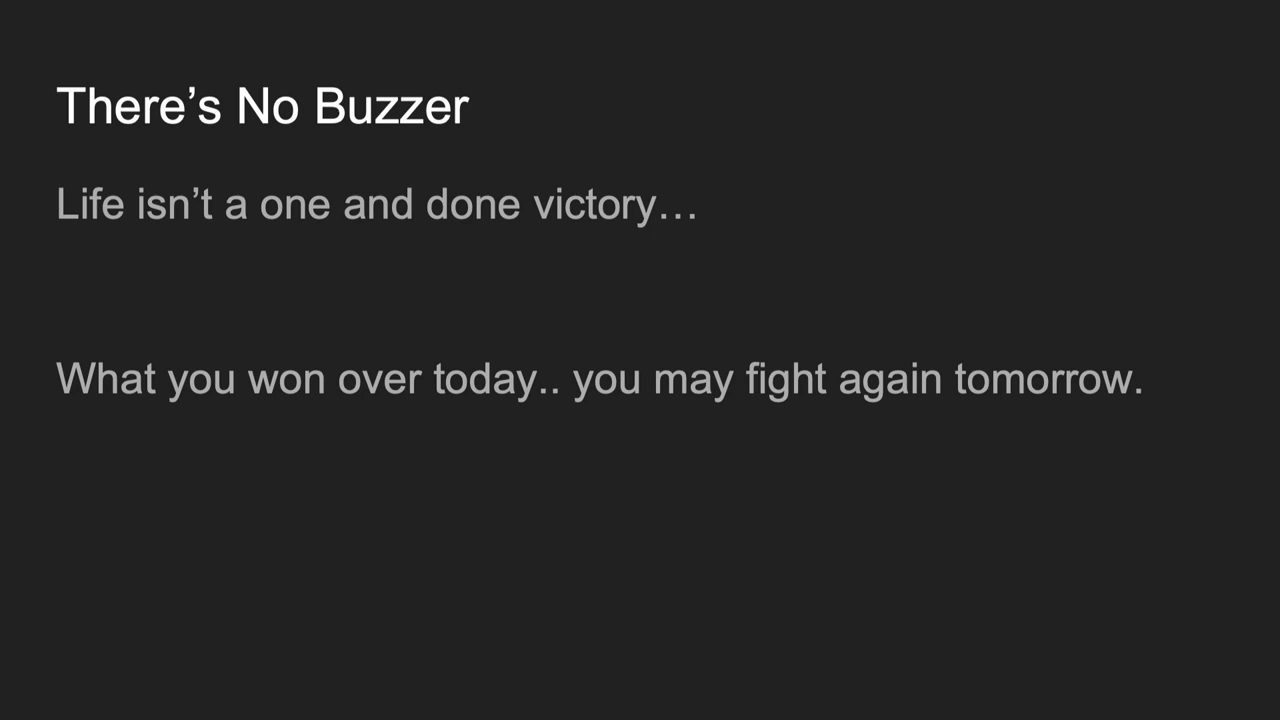 There’s No Buzzer
Life isn’t a one and done victory…
What you won over today.. you may fight again tomorrow.